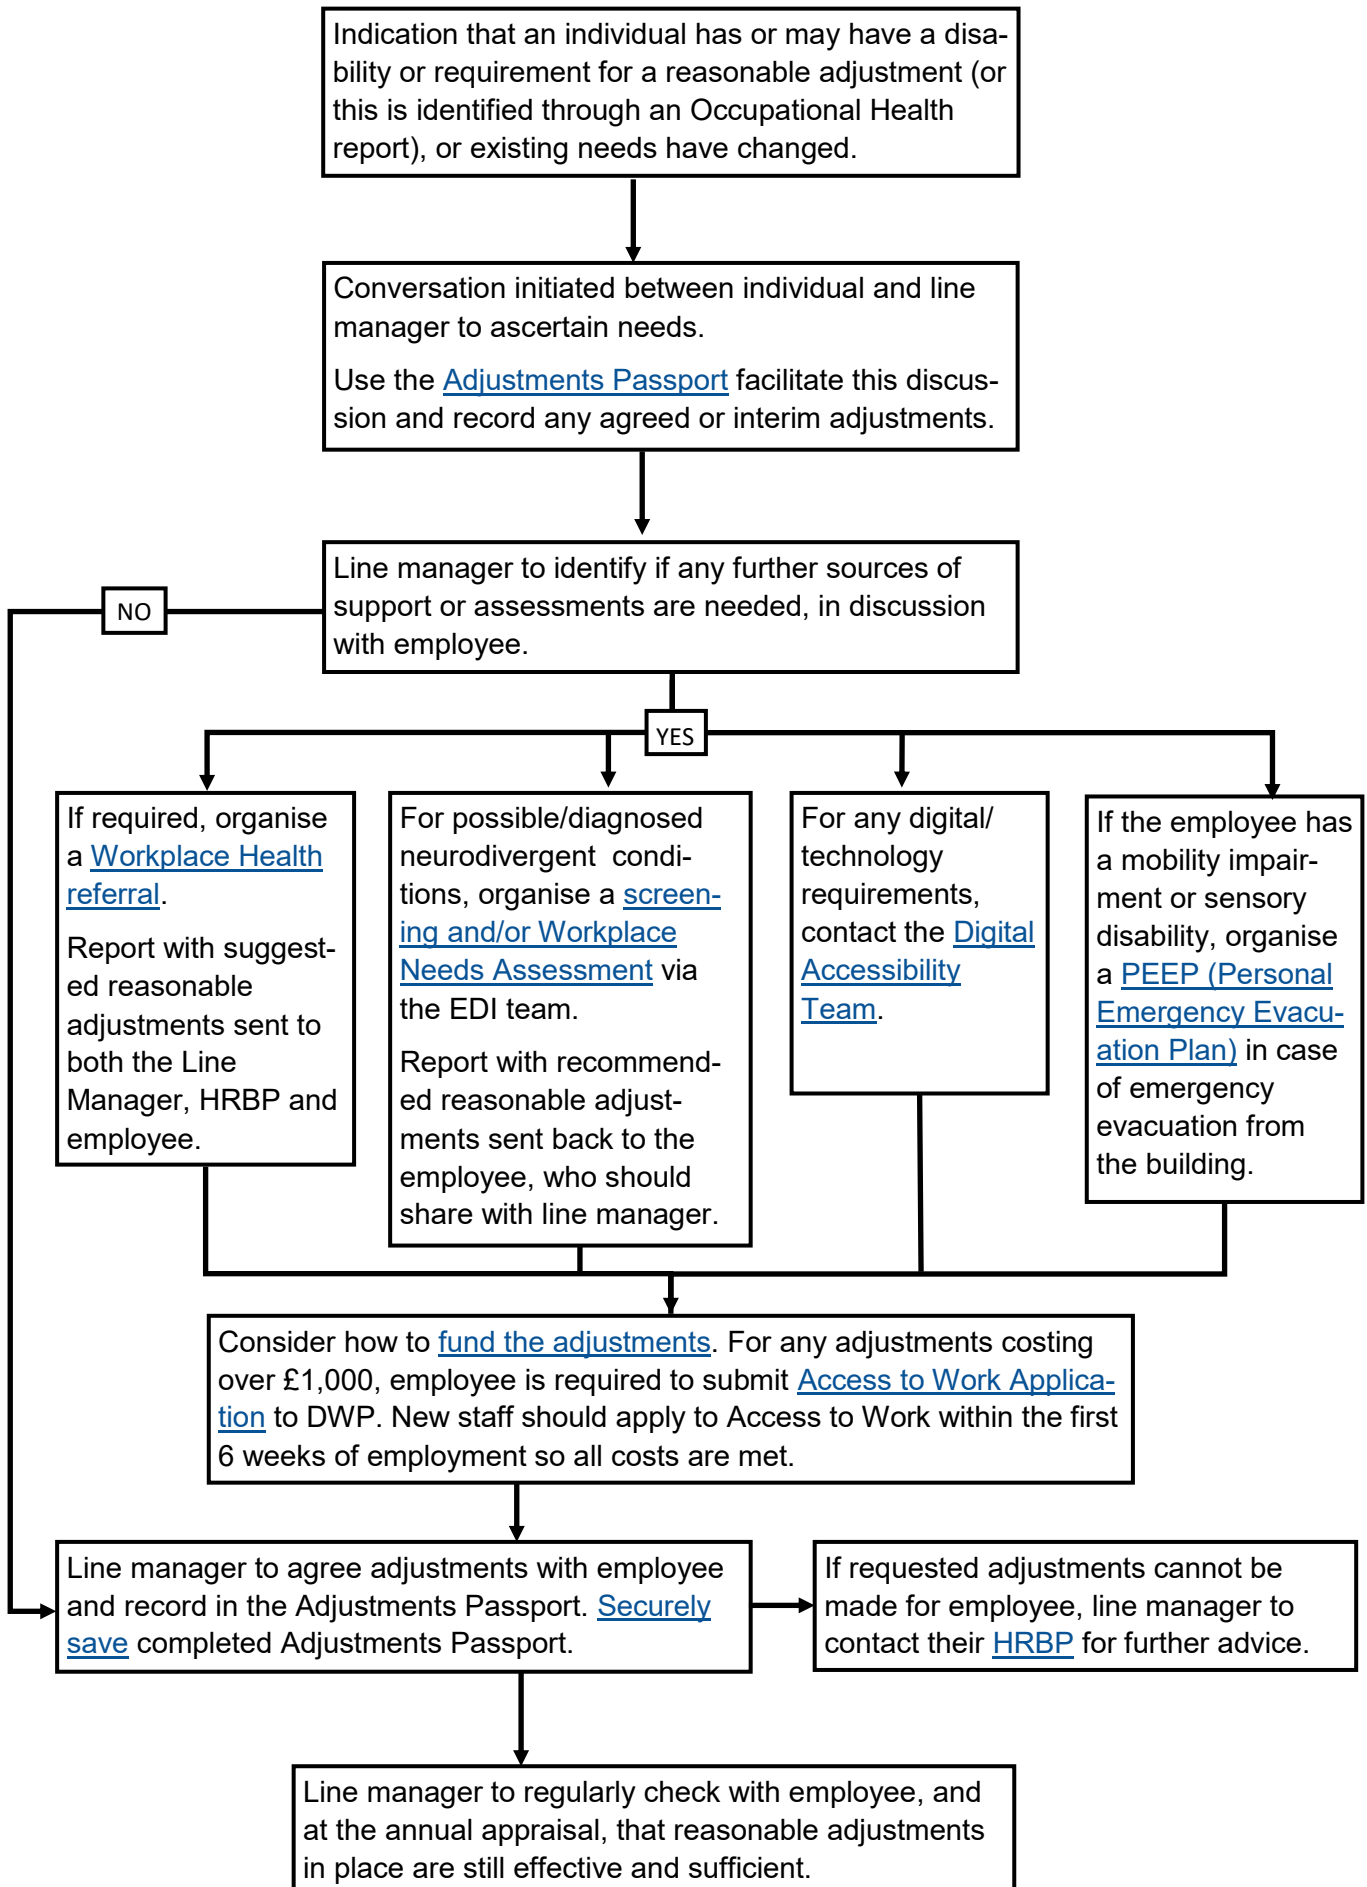 Indication that an individual has or may have a disa-
bility or requirement for a reasonable adjustment (or
this is identified through an Occupational Health
report), or existing needs have changed.
Conversation initiated between individual and line
manager to ascertain needs.
Use the Adjustments Passport facilitate this discus-
sion and record any agreed or interim adjustments.
Line manager to identify if any further sources of
support or assessments are needed, in discussion
with employee.
NO
YES
If required, organise
a Workplace Health
referral.
Report with suggest-
ed reasonable
adjustments sent to
both the Line
Manager, HRBP and
employee.
For possible/diagnosed
neurodivergent condi-
tions, organise a screen-
ing and/or Workplace
Needs Assessment via
the EDI team.
Report with recommend-
ed reasonable adjust-
ments sent back to the
employee, who should
share with line manager.
For any digital/
technology
requirements,
contact the Digital
Accessibility
Team.
If the employee has
a mobility impair-
ment or sensory
disability, organise
a PEEP (Personal
Emergency Evacu-
ation Plan) in case
of emergency
evacuation from
the building.
Consider how to fund the adjustments. For any adjustments costing
over £1,000, employee is required to submit Access to Work Applica-
tion to DWP. New staff should apply to Access to Work within the first
6 weeks of employment so all costs are met.
Line manager to agree adjustments with employee
and record in the Adjustments Passport. Securely
save completed Adjustments Passport.
If requested adjustments cannot be
made for employee, line manager to
contact their HRBP for further advice.
Line manager to regularly check with employee, and
at the annual appraisal, that reasonable adjustments
in place are still effective and sufficient.